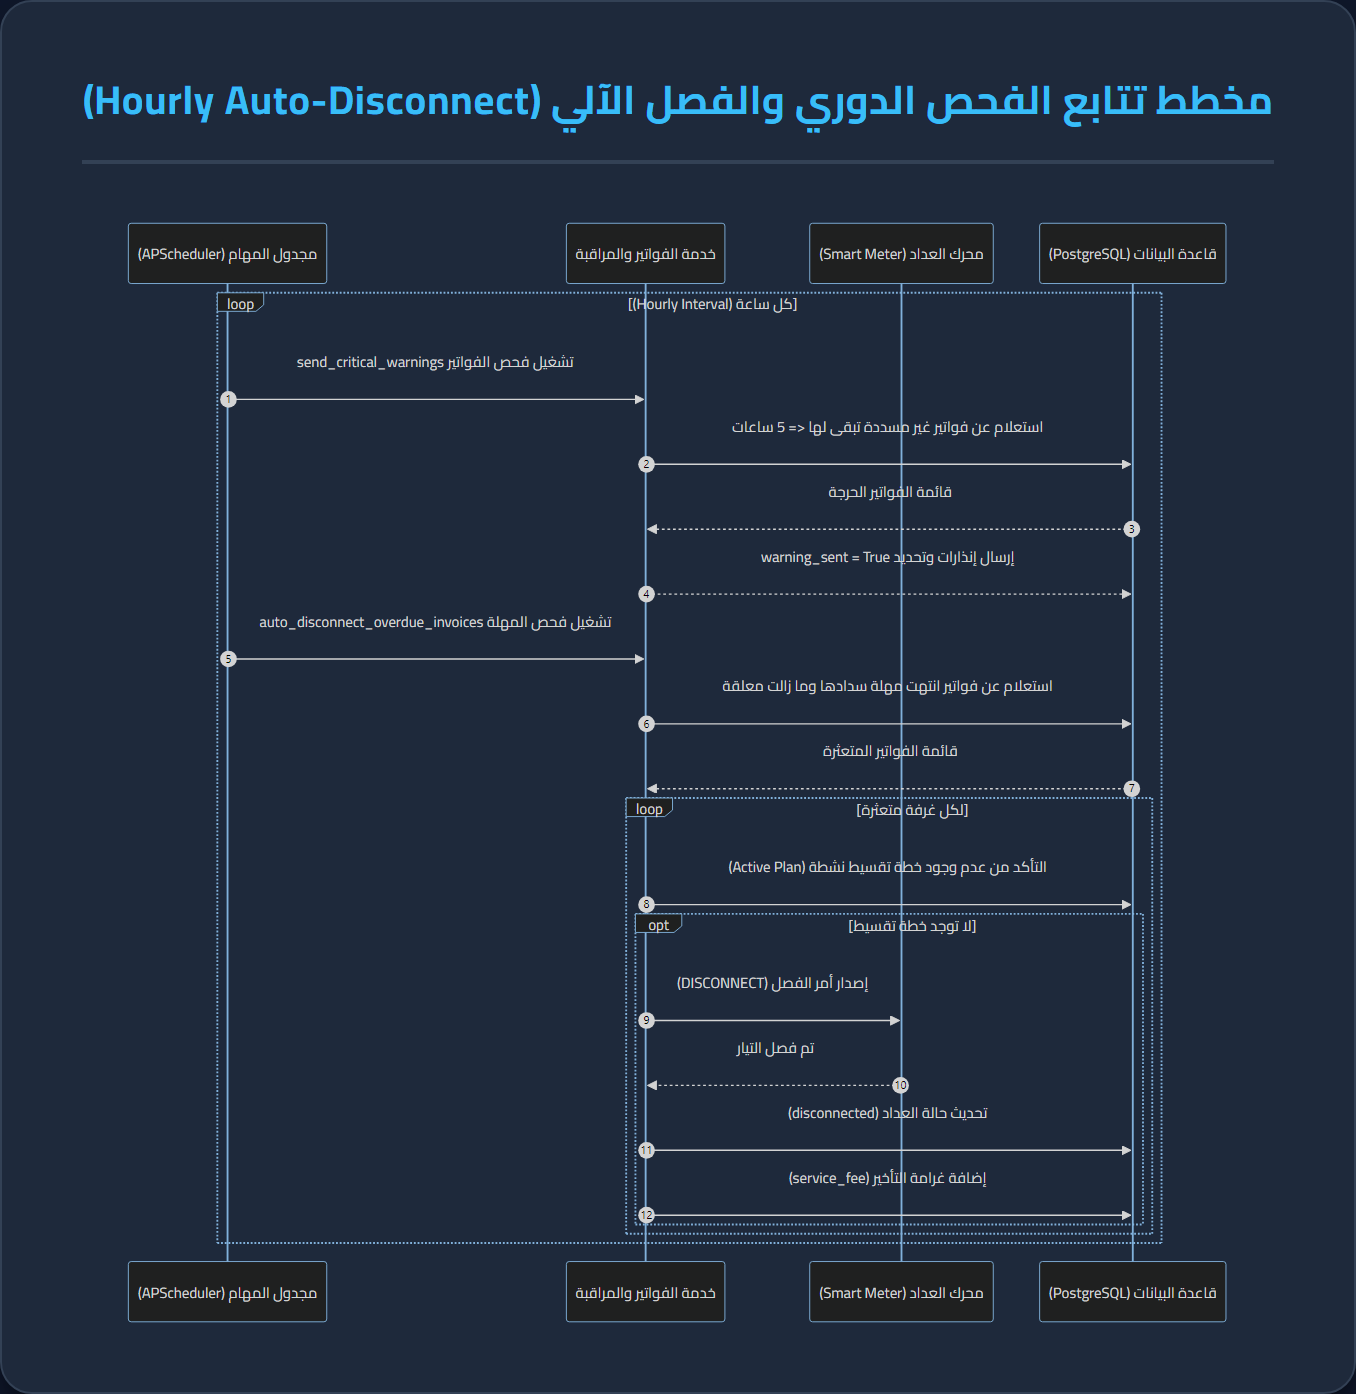 مخطط تتابع الفحص الدوري والفصل الآلي (Hourly Auto-Disconnect)
مجدول المهام (APScheduler)
خدمة الفواتير والمراقبة
محرك العداد (Smart Meter)
قاعدة البيانات (PostgreSQL)
loop
[كل ساعة (Hourly Interval)]
تشغيل فحص الفواتير send_critical_warnings
1
استعلام عن فواتير غير مسددة تبقى لها <= 5 ساعات
2
قائمة الفواتير الحرجة
3
إرسال إنذارات وتحديد warning_sent = True
4
تشغيل فحص المهلة auto_disconnect_overdue_invoices
5
استعلام عن فواتير انتهت مهلة سدادها وما زالت معلقة
6
قائمة الفواتير المتعثرة
7
loop
[لكل غرفة متعثرة]
التأكد من عدم وجود خطة تقسيط نشطة (Active Plan)
8
opt
[لا توجد خطة تقسيط]
إصدار أمر الفصل (DISCONNECT)
9
تم فصل التيار
10
تحديث حالة العداد (disconnected)
11
إضافة غرامة التأخير (service_fee)
12
مجدول المهام (APScheduler)
خدمة الفواتير والمراقبة
محرك العداد (Smart Meter)
قاعدة البيانات (PostgreSQL)